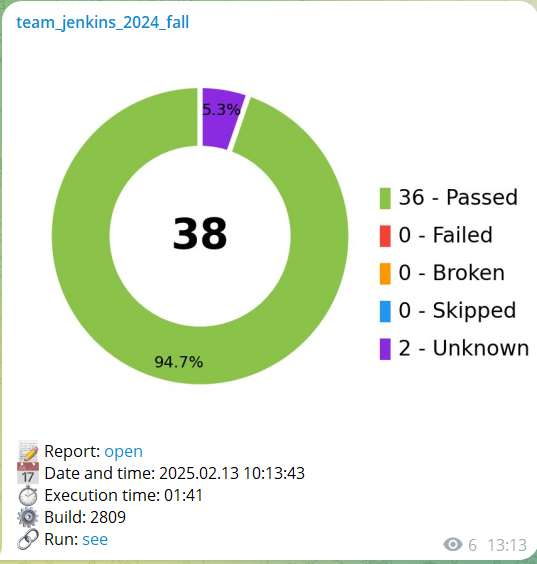 team_jenkins_2024_fall
5.3%
38
94.7%
36 - Passed
0 - Failed
0 - Broken
0 - Skipped
2 - Unknown
Report: open
17
Date and time: 2025.02.13 10:13:43
Execution time: 01:41
Build: 2809
Run: see
6 13:13